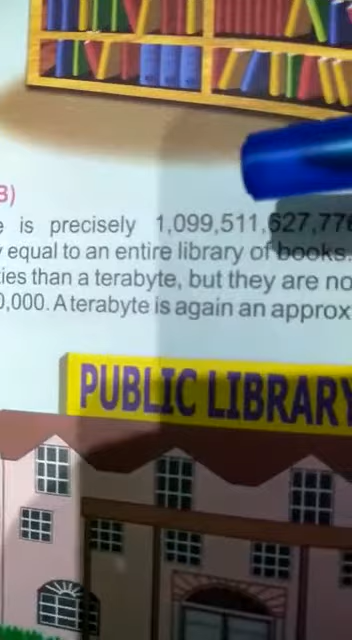 B)
e is precisely 1,099,511,627,776
equal to an entire library of books.
ties than a terabyte, but they are no
0,000. A terabyte is again an approx
PUBLIC LIBRARY